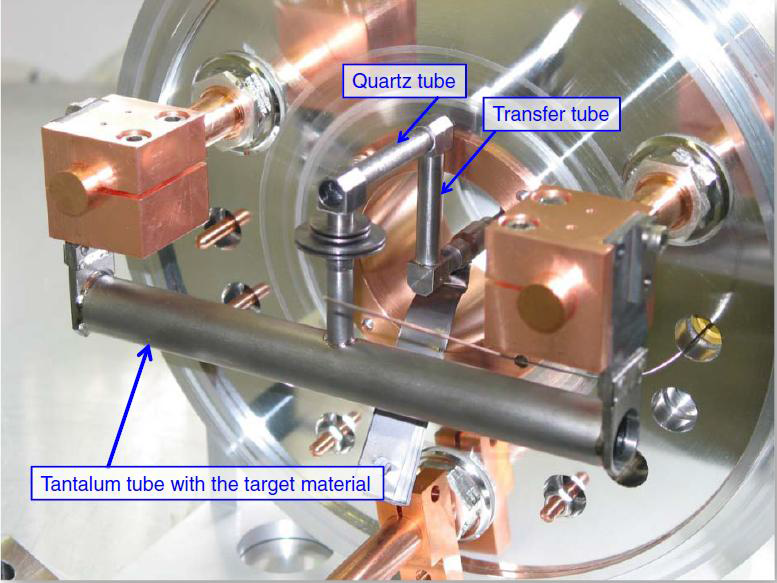 Quartz tube
Transfer tube
Tantalum tube with the target material